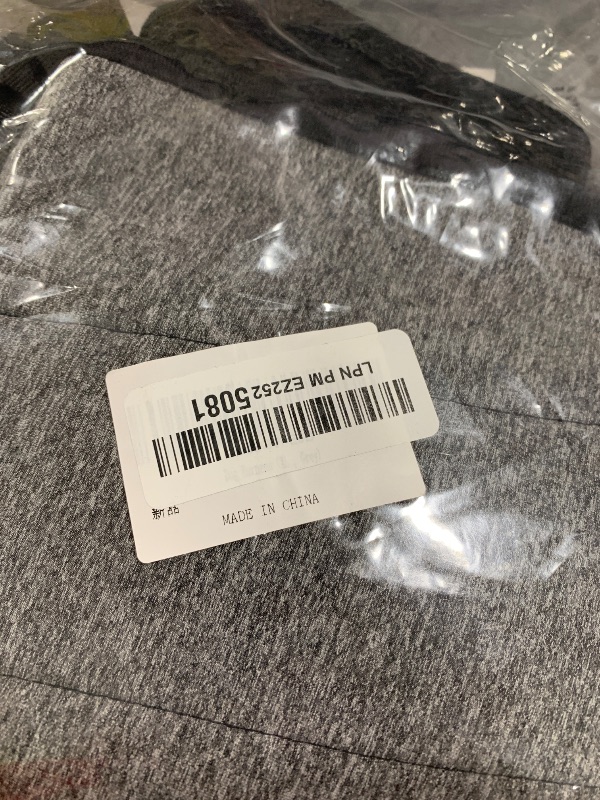 LPN PM EZ252 5081
新品
MADE IN CHINA